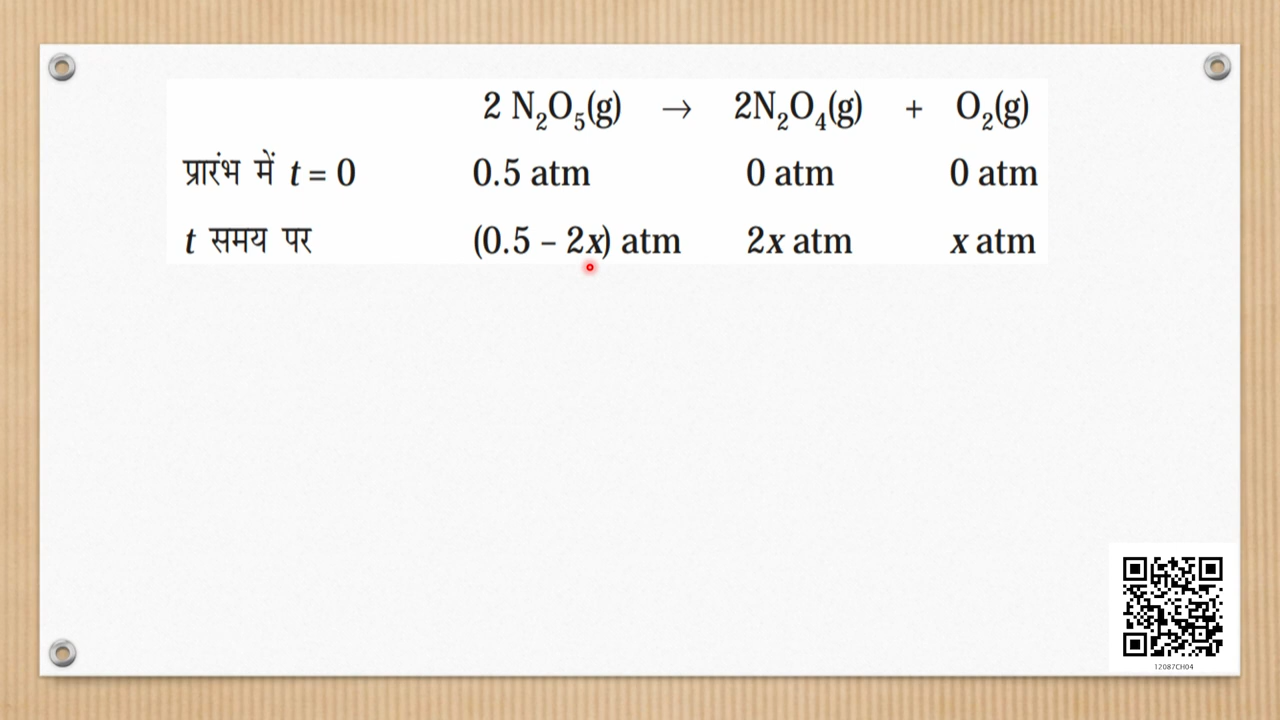 2 N₂O₅(g) → 2N₂O₄(g) + O₂(g)
प्रारंभ में t = 0 0.5 atm 0 atm 0 atm
t समय पर (0.5 – 2x) atm 2x atm x atm
12087CH04